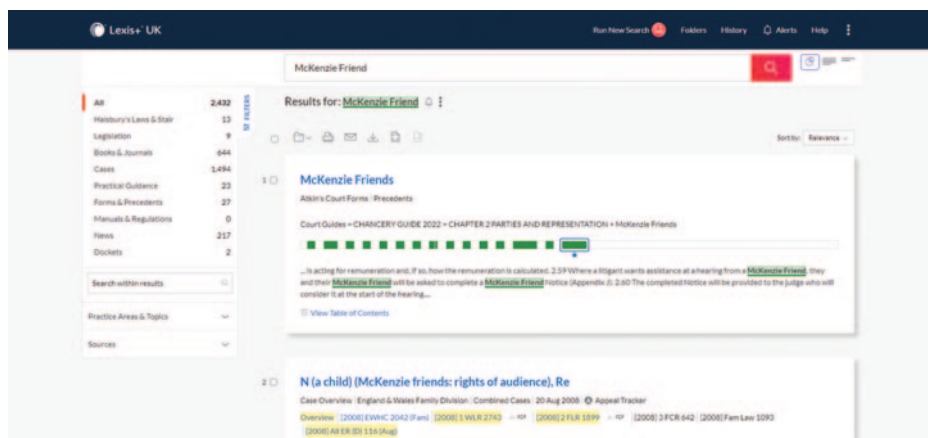 Lexis+ UK
Run New Search Folders History Alerts Help
McKenzie Friend
All 2,432
Halsbury's Laws & Stair 13
Legislation 9
Books & Journals 644
Cases 1,494
Practical Guidance 23
Forms & Precedents 27
Manuals & Regulations 0
News 217
Dockets 2
Search within results
Practice Areas & Topics
Sources
FILTERS
Results for: McKenzie Friend
Sort by: Relevance
1
McKenzie Friends
Atkin's Court Forms Precedents
Court Guides > CHANCERY GUIDE 2022 > CHAPTER 2 PARTIES AND REPRESENTATION > McKenzie Friends
...is acting for remuneration and, if so, how the remuneration is calculated. 2.59 Where a litigant wants assistance at a hearing from a McKenzie Friend, they
and their McKenzie Friend will be asked to complete a McKenzie Friend Notice (Appendix J). 2.60 The completed Notice will be provided to the judge who will
consider it at the start of the hearing....
View Table of Contents
2
N (a child) (McKenzie friends: rights of audience), Re
Case Overview England & Wales Family Division Combined Cases 20 Aug 2008 Appeal Tracker
Overview [2008] EWHC 2042 (Fam) [2008] 1 WLR 2743 PDF [2008] 2 FLR 1899 PDF [2008] 3 FCR 642 [2008] Fam Law 1093
[2008] All ER (D) 116 (Aug)